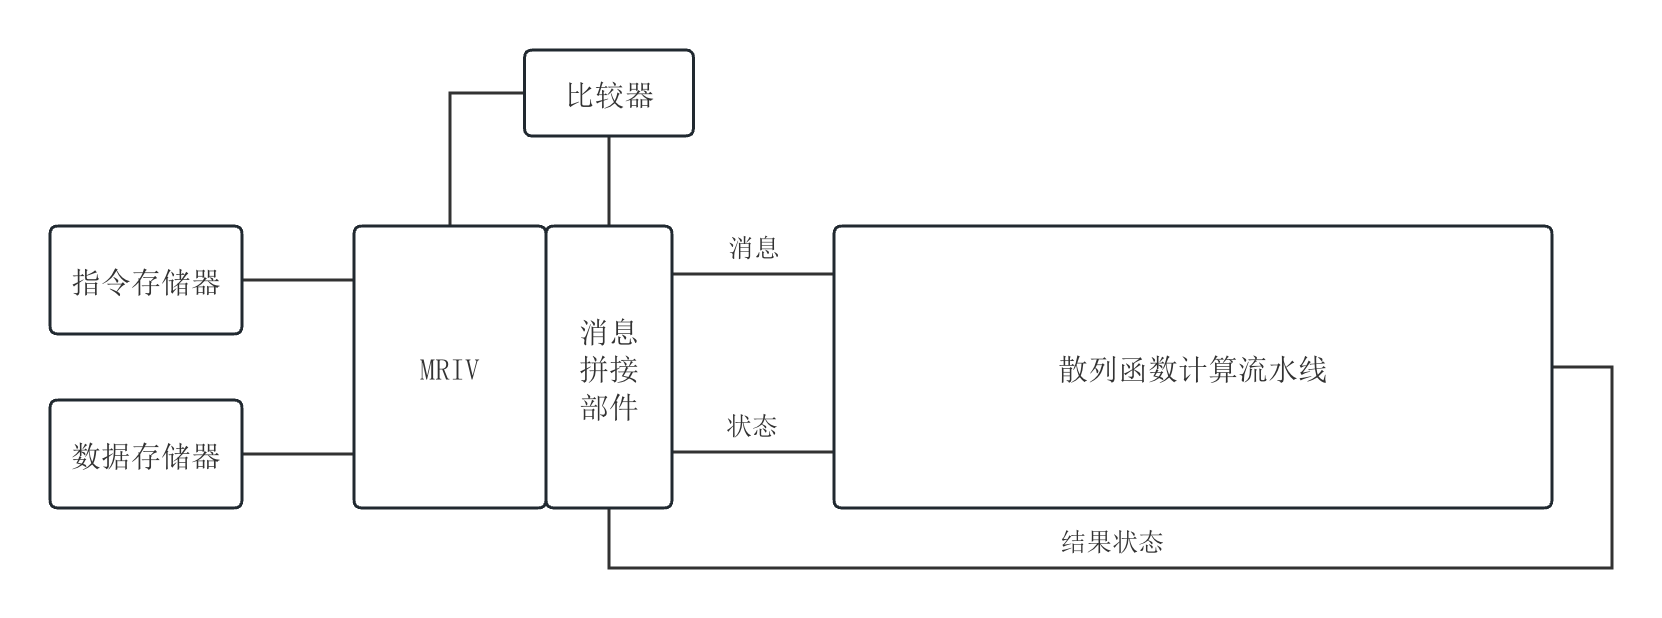 比较器
指令存储器
数据存储器
MRIV
消息
拼接
部件
消息
状态
散列函数计算流水线
结果状态